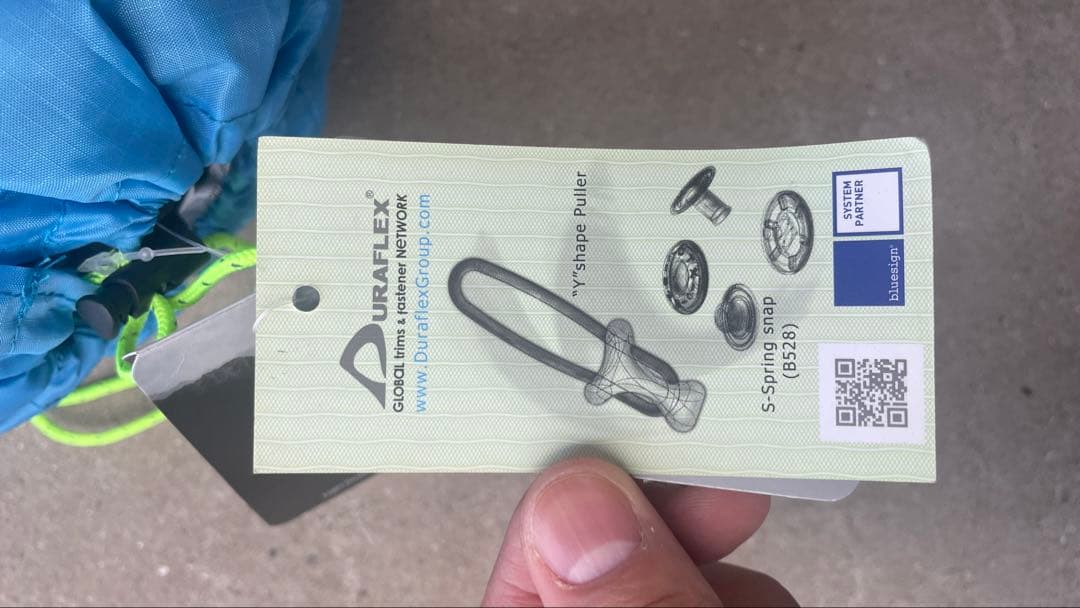 DURAFLEX®
GLOBAL trims & fastener NETWORK
www.DuraflexGroup.com
"Y"shape Puller
S-Spring snap
(B528)
SYSTEM
PARTNER
bluesign®